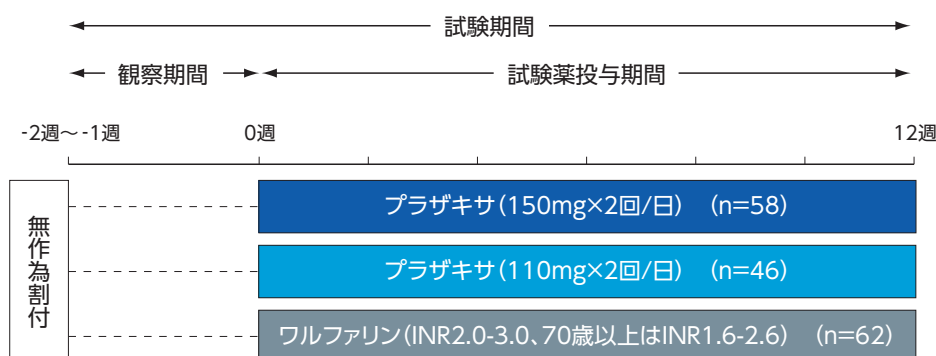 試験期間
観察期間 試験薬投与期間
-2週~-1週 0週 12週
無作為割付
プラザキサ(150mg×2回/日) (n=58)
プラザキサ(110mg×2回/日) (n=46)
ワルファリン(INR2.0-3.0、70歳以上はINR1.6-2.6) (n=62)